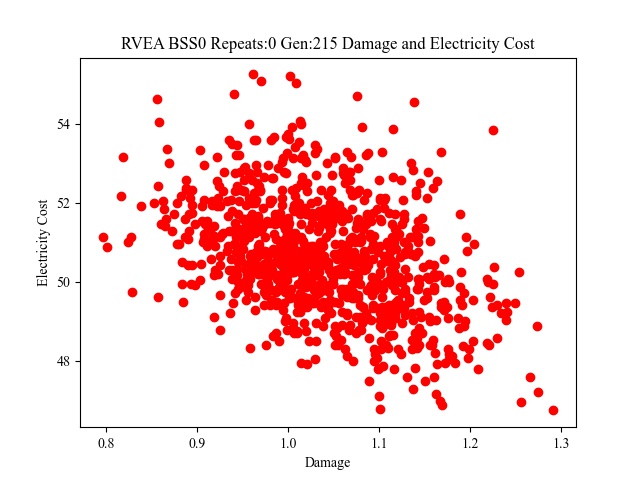 RVEA BSS0 Repeats:0 Gen:215 Damage and Electricity Cost
Electricity Cost
54
52
50
48
0.8 0.9 1.0 1.1 1.2 1.3
Damage